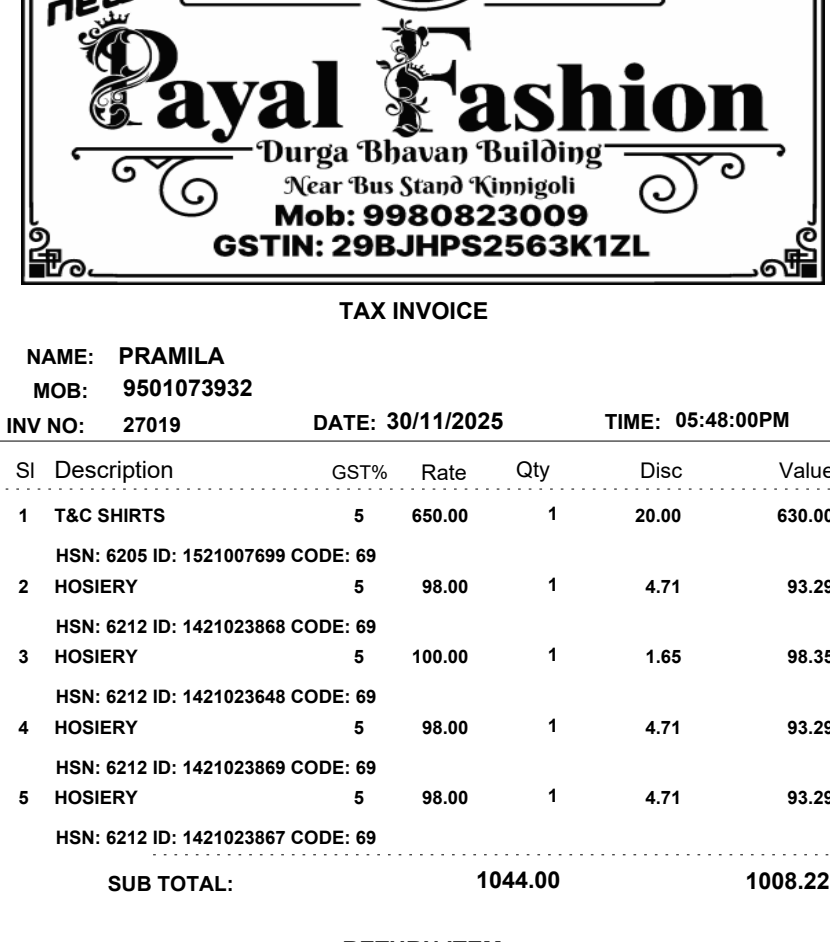 new
Payal Fashion
Durga Bhavan Building
Near Bus Stand Kinnigoli
Mob: 9980823009
GSTIN: 29BJHPS2563K1ZL
TAX INVOICE
NAME: PRAMILA
MOB: 9501073932
INV NO: 27019 DATE: 30/11/2025 TIME: 05:48:00PM
Sl Description GST% Rate Qty Disc Value
1 T&C SHIRTS 5 650.00 1 20.00 630.00
HSN: 6205 ID: 1521007699 CODE: 69
2 HOSIERY 5 98.00 1 4.71 93.29
HSN: 6212 ID: 1421023868 CODE: 69
3 HOSIERY 5 100.00 1 1.65 98.35
HSN: 6212 ID: 1421023648 CODE: 69
4 HOSIERY 5 98.00 1 4.71 93.29
HSN: 6212 ID: 1421023869 CODE: 69
5 HOSIERY 5 98.00 1 4.71 93.29
HSN: 6212 ID: 1421023867 CODE: 69
SUB TOTAL: 1044.00 1008.22